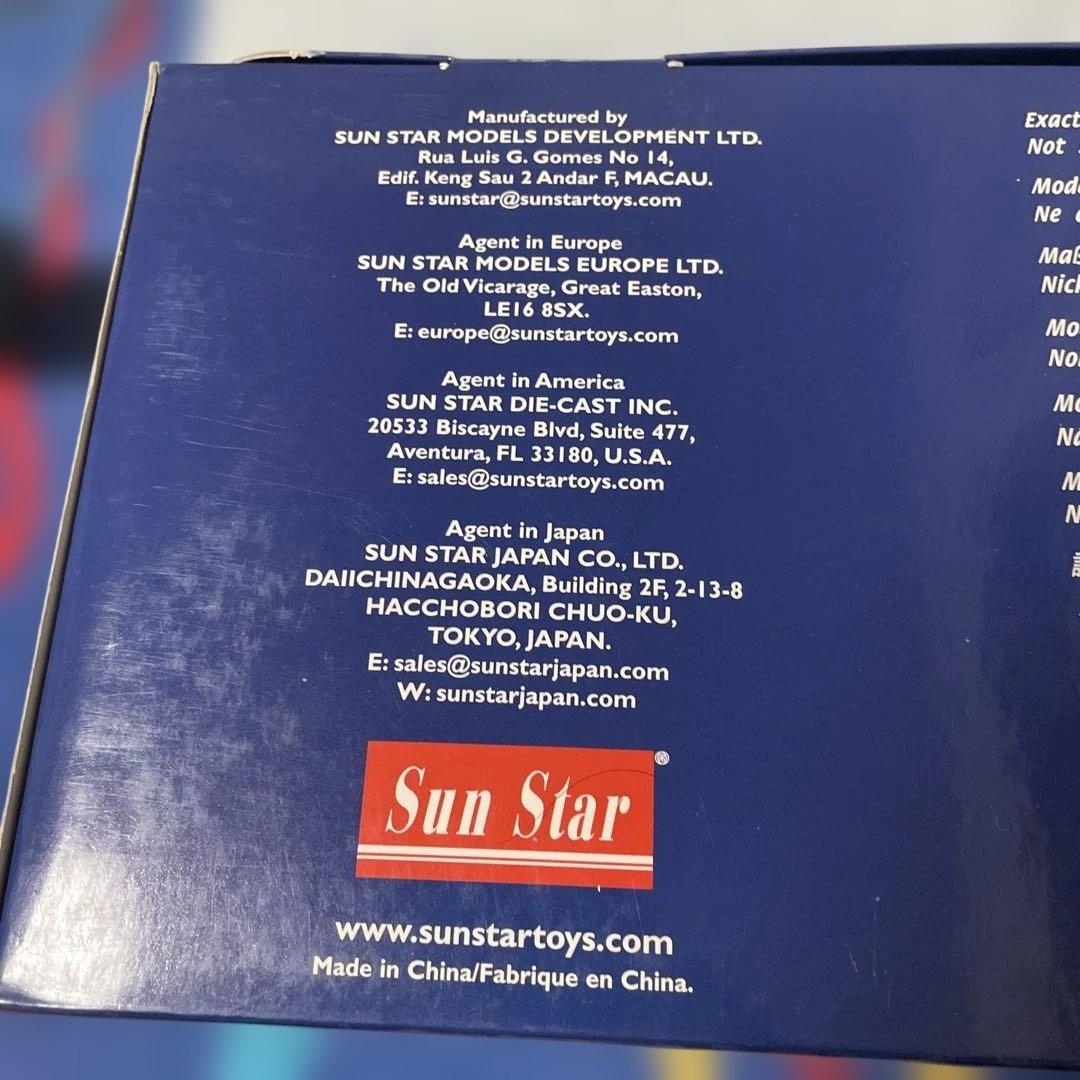 Manufactured by
SUN STAR MODELS DEVELOPMENT LTD.
Rua Luis G. Gomes No 14,
Edif. Keng Sau 2 Andar F, MACAU.
E: sunstar@sunstartoys.com
Agent in Europe
SUN STAR MODELS EUROPE LTD.
The Old Vicarage, Great Easton,
LE16 8SX.
E: europe@sunstartoys.com
Agent in America
SUN STAR DIE-CAST INC.
20533 Biscayne Blvd, Suite 477,
Aventura, FL 33180, U.S.A.
E: sales@sunstartoys.com
Agent in Japan
SUN STAR JAPAN CO., LTD.
DAIICHINAGAOKA, Building 2F, 2-13-8
HACCHOBORI CHUO-KU,
TOKYO, JAPAN.
E: sales@sunstarjapan.com
W: sunstarjapan.com
Sun Star ®
www.sunstartoys.com
Made in China/Fabrique en China.
Exact
Not
Ne